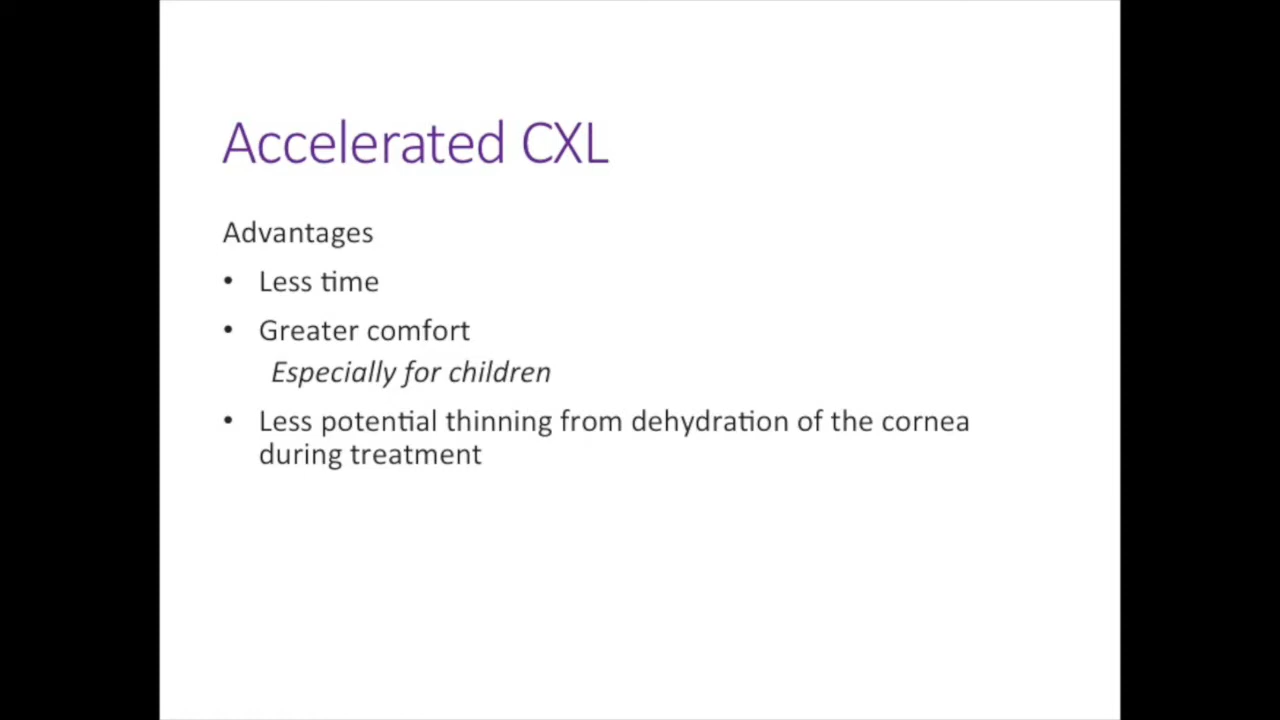 Accelerated CXL
Advantages
• Less time
• Greater comfort
Especially for children
• Less potential thinning from dehydration of the cornea
during treatment